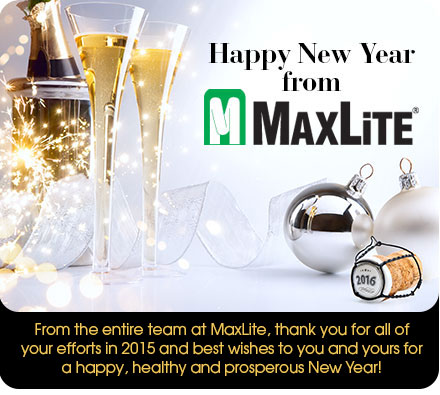 Happy New Year
from
MAXLITE®
2016
From the entire team at MaxLite, thank you for all of
your efforts in 2015 and best wishes to you and yours for
a happy, healthy and prosperous New Year!